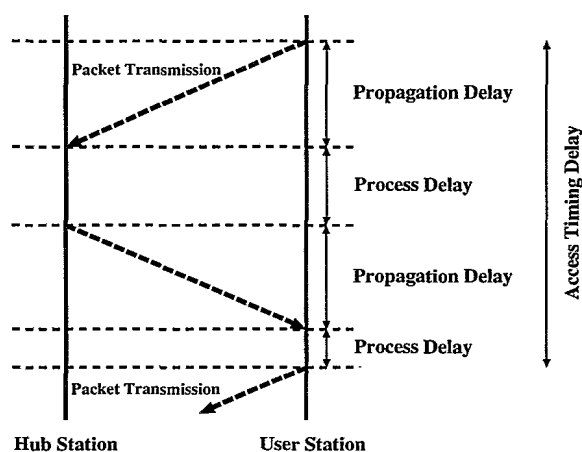 Packet Transmission
Propagation Delay
Process Delay
Propagation Delay
Process Delay
Access Timing Delay
Packet Transmission
Hub Station
User Station